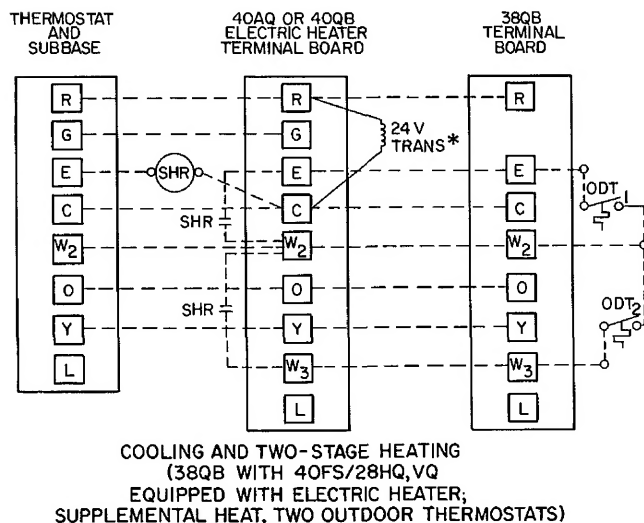 THERMOSTAT
AND
SUBBASE
40AQ OR 40QB
ELECTRIC HEATER
TERMINAL BOARD
38QB
TERMINAL
BOARD
R
G
E
C
W2
O
Y
L
SHR
R
G
E
C
W2
O
Y
W3
L
24 V
TRANS*
SHR
SHR
R
E
C
W2
O
Y
W3
L
ODT 1
ODT 2
COOLING AND TWO-STAGE HEATING
(38QB WITH 40FS/28HQ,VQ
EQUIPPED WITH ELECTRIC HEATER;
SUPPLEMENTAL HEAT, TWO OUTDOOR THERMOSTATS)